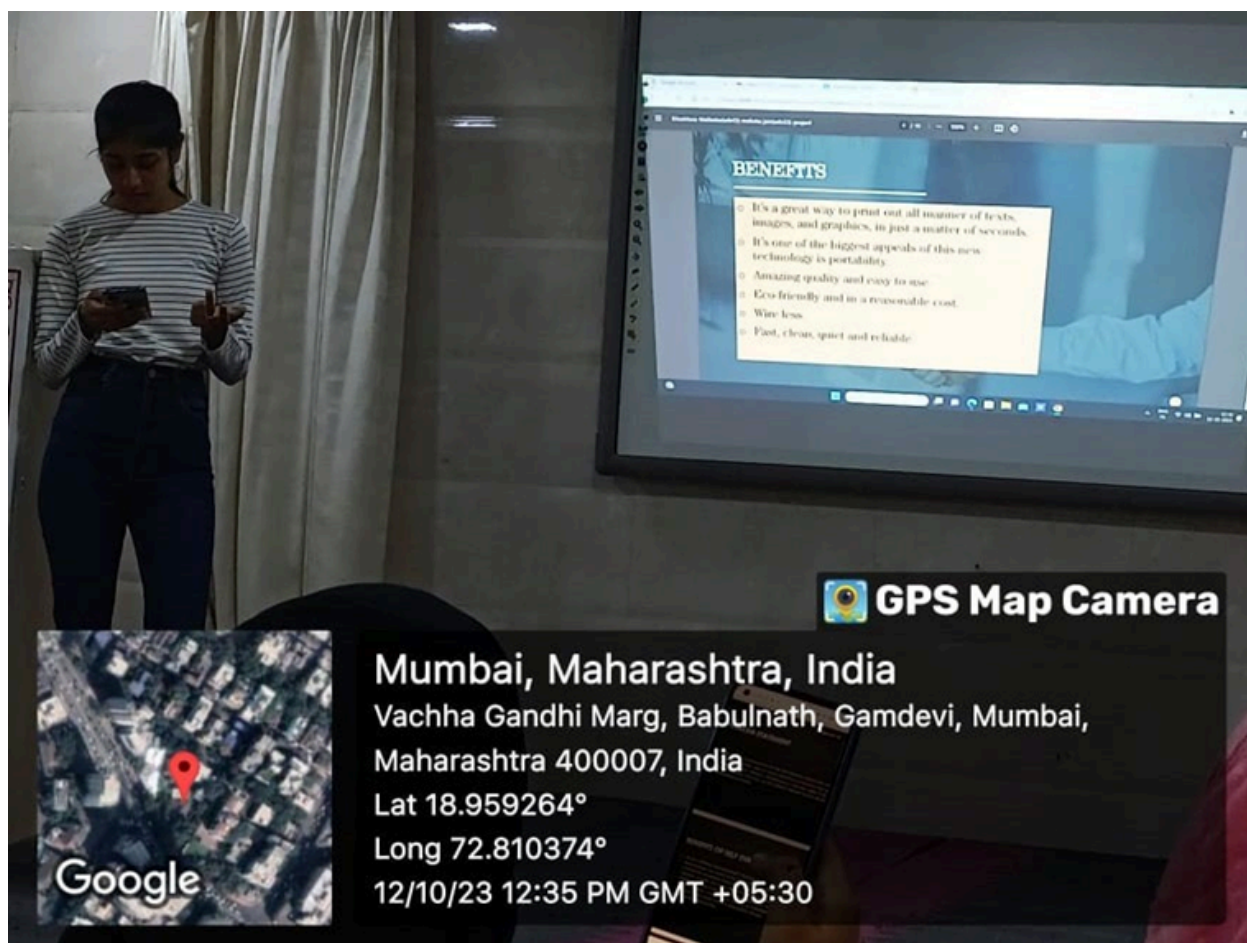 BENEFITS
It's a great way to print out all manner of texts,
images, and graphics, in just a matter of seconds.
It's one of the biggest appeals of this new
technology is portability.
Amazing quality and easy to use
Eco-friendly and in a reasonable cost.
Wire less
Fast, clean, quiet and reliable
GPS Map Camera
Mumbai, Maharashtra, India
Vachha Gandhi Marg, Babulnath, Gamdevi, Mumbai,
Maharashtra 400007, India
Lat 18.959264°
Long 72.810374°
12/10/23 12:35 PM GMT +05:30
Google